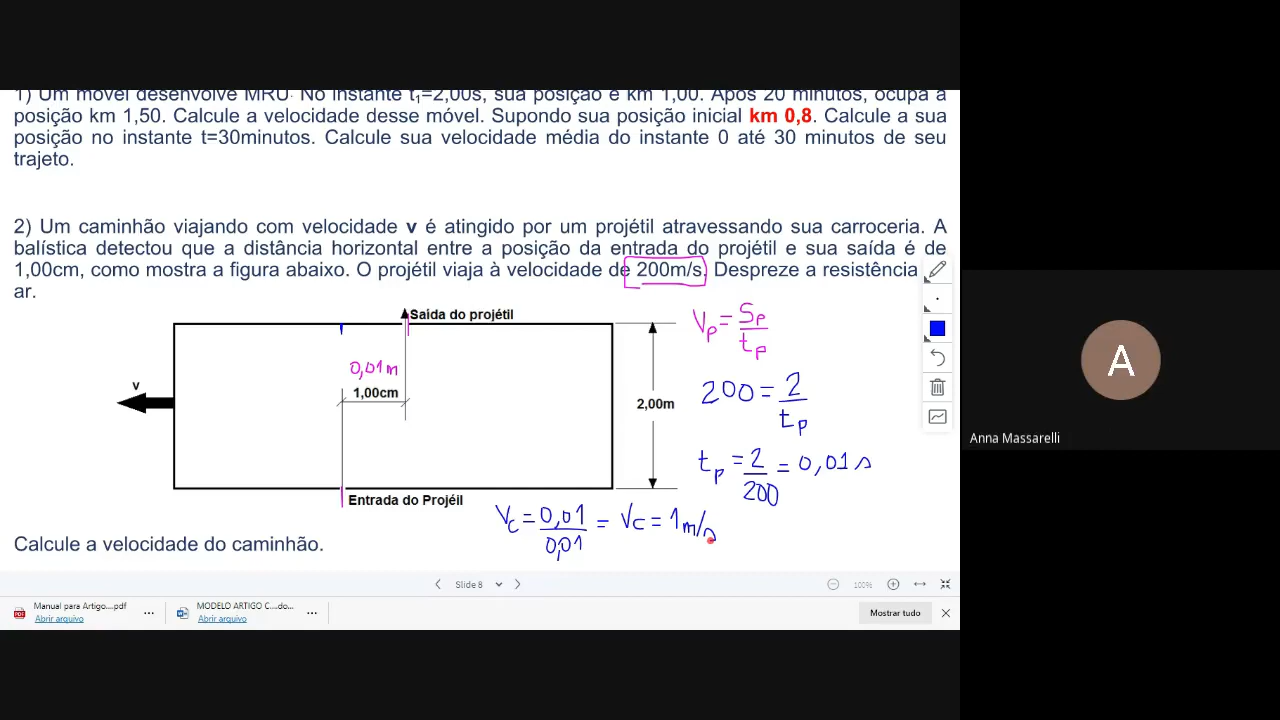 1) Um móvel desenvolve MRU. No instante t₁=2,00s, sua posição é km 1,00. Após 20 minutos, ocupa a
posição km 1,50. Calcule a velocidade desse móvel. Supondo sua posição inicial km 0,8. Calcule a sua
posição no instante t=30minutos. Calcule sua velocidade média do instante 0 até 30 minutos de seu
trajeto.
2) Um caminhão viajando com velocidade v é atingido por um projétil atravessando sua carroceria. A
balística detectou que a distância horizontal entre a posição da entrada do projétil e sua saída é de
1,00cm, como mostra a figura abaixo. O projétil viaja à velocidade de 200m/s. Despreze a resistência
ar.
Saída do projétil
Vp = Sp/tp
0,01m
v
1,00cm
200 = 2/tp
2,00m
tp = 2/200 = 0,01 s
Entrada do Projéil
Vc = 0,01/0,01 = Vc = 1 m/s
Calcule a velocidade do caminhão.
A
Anna Massarelli
Slide 8
100%
Manual para Artigo....pdf
Abrir arquivo
MODELO ARTIGO C....do...
Abrir arquivo
Mostrar tudo